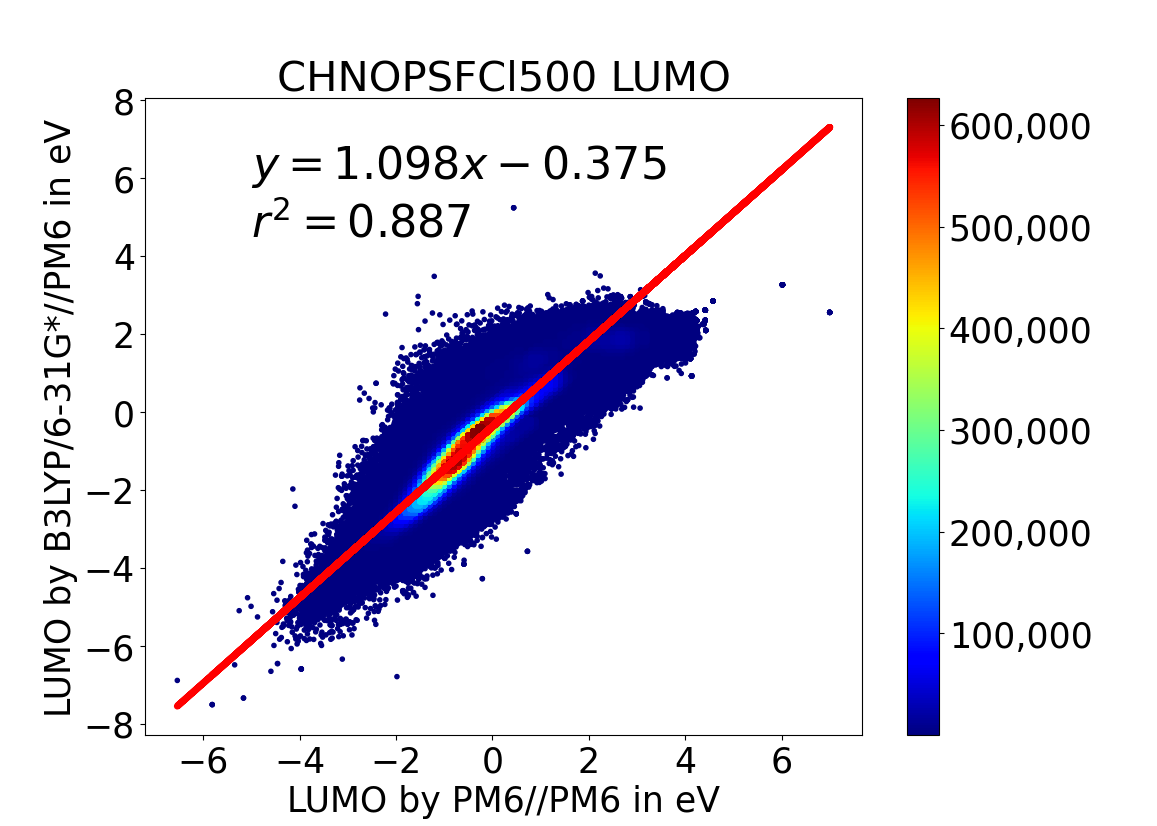 CHNOPSFCl500 LUMO
y = 1.098x − 0.375
r² = 0.887
8
6
4
2
0
−2
−4
−6
−8
LUMO by B3LYP/6-31G*//PM6 in eV
−6 −4 −2 0 2 4 6
LUMO by PM6//PM6 in eV
600,000
500,000
400,000
300,000
200,000
100,000